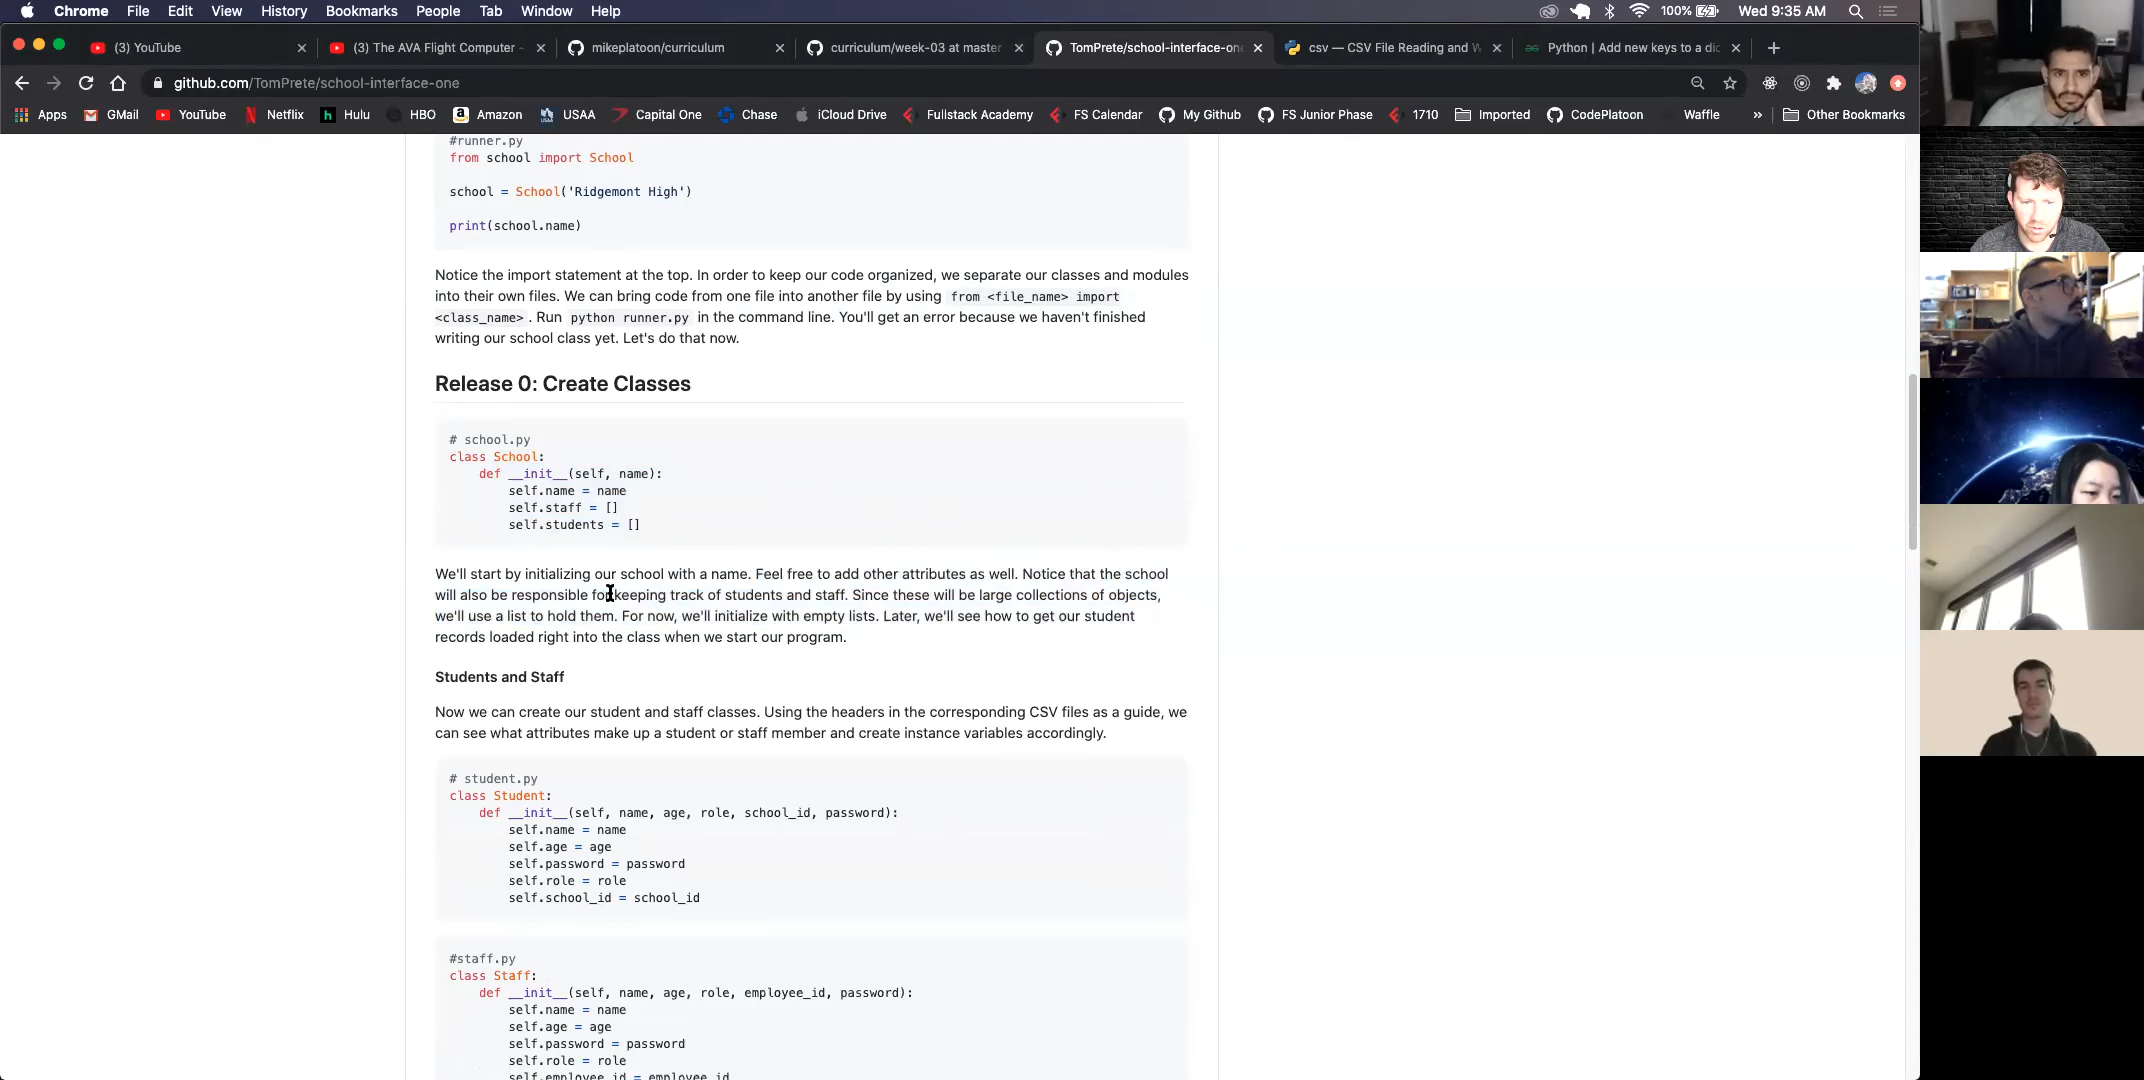 Chrome File Edit View History Bookmarks People Tab Window Help 100% Wed 9:35 AM
(3) YouTube (3) The AVA Flight Computer - mikeplatoon/curriculum curriculum/week-03 at master TomPrete/school-interface-one csv — CSV File Reading and W Python | Add new keys to a dic
github.com/TomPrete/school-interface-one
Apps GMail YouTube Netflix Hulu HBO Amazon USAA Capital One Chase iCloud Drive Fullstack Academy FS Calendar My Github FS Junior Phase 1710 Imported CodePlatoon Waffle » Other Bookmarks
#runner.py
from school import School
school = School('Ridgemont High')
print(school.name)
Notice the import statement at the top. In order to keep our code organized, we separate our classes and modules
into their own files. We can bring code from one file into another file by using from <file_name> import
<class_name> . Run python runner.py in the command line. You'll get an error because we haven't finished
writing our school class yet. Let's do that now.
Release 0: Create Classes
# school.py
class School:
def __init__(self, name):
self.name = name
self.staff = []
self.students = []
We'll start by initializing our school with a name. Feel free to add other attributes as well. Notice that the school
will also be responsible for keeping track of students and staff. Since these will be large collections of objects,
we'll use a list to hold them. For now, we'll initialize with empty lists. Later, we'll see how to get our student
records loaded right into the class when we start our program.
Students and Staff
Now we can create our student and staff classes. Using the headers in the corresponding CSV files as a guide, we
can see what attributes make up a student or staff member and create instance variables accordingly.
# student.py
class Student:
def __init__(self, name, age, role, school_id, password):
self.name = name
self.age = age
self.password = password
self.role = role
self.school_id = school_id
#staff.py
class Staff:
def __init__(self, name, age, role, employee_id, password):
self.name = name
self.age = age
self.password = password
self.role = role
self.employee_id = employee_id